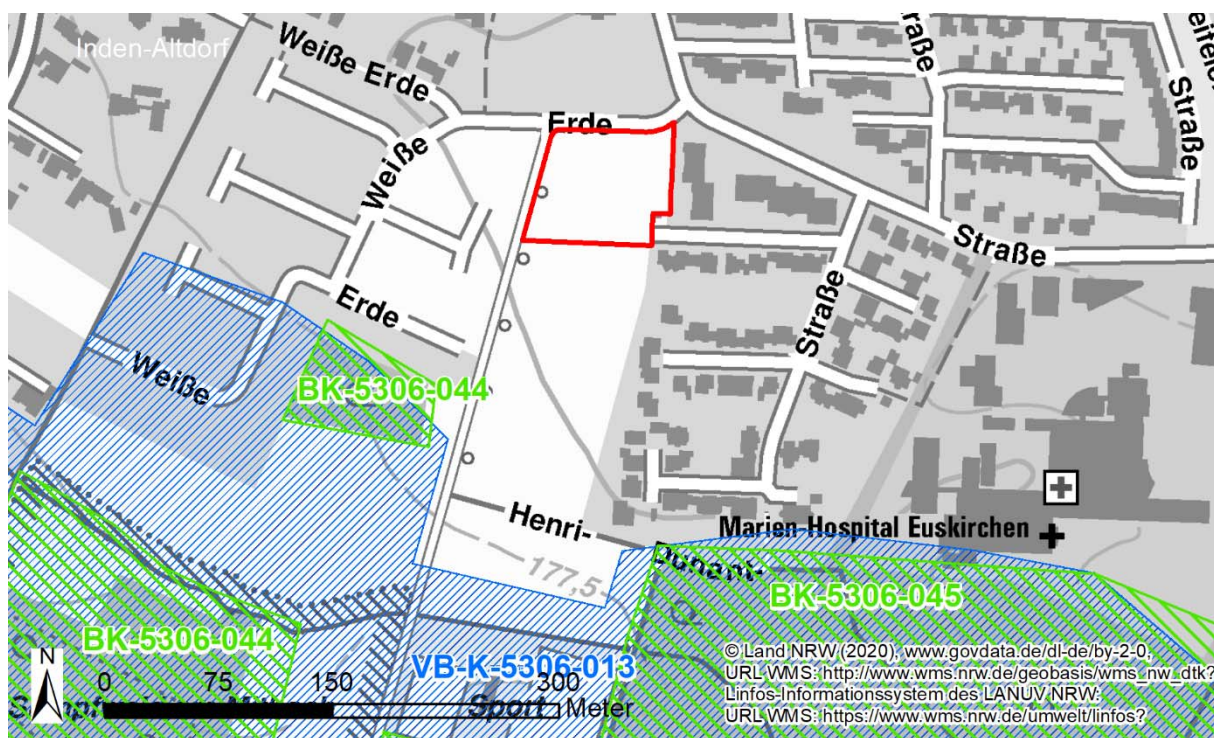 Inden-Altdorf
Weiße Erde
Erde
Weiße
Straße
Straße
Straße
Straße
Erde
Weiße
BK-5306-044
Henri-
Dunant-
Marien-Hospital Euskirchen
177,5
BK-5306-045
BK-5306-044
VB-K-5306-013
N
0 75 150 300
Meter
Sport
© Land NRW (2020), www.govdata.de/dl-de/by-2-0,
URL WMS: http://www.wms.nrw.de/geobasis/wms_nw_dtk?
Linfos-Informationssystem des LANUV NRW:
URL WMS: https://www.wms.nrw.de/umwelt/linfos?